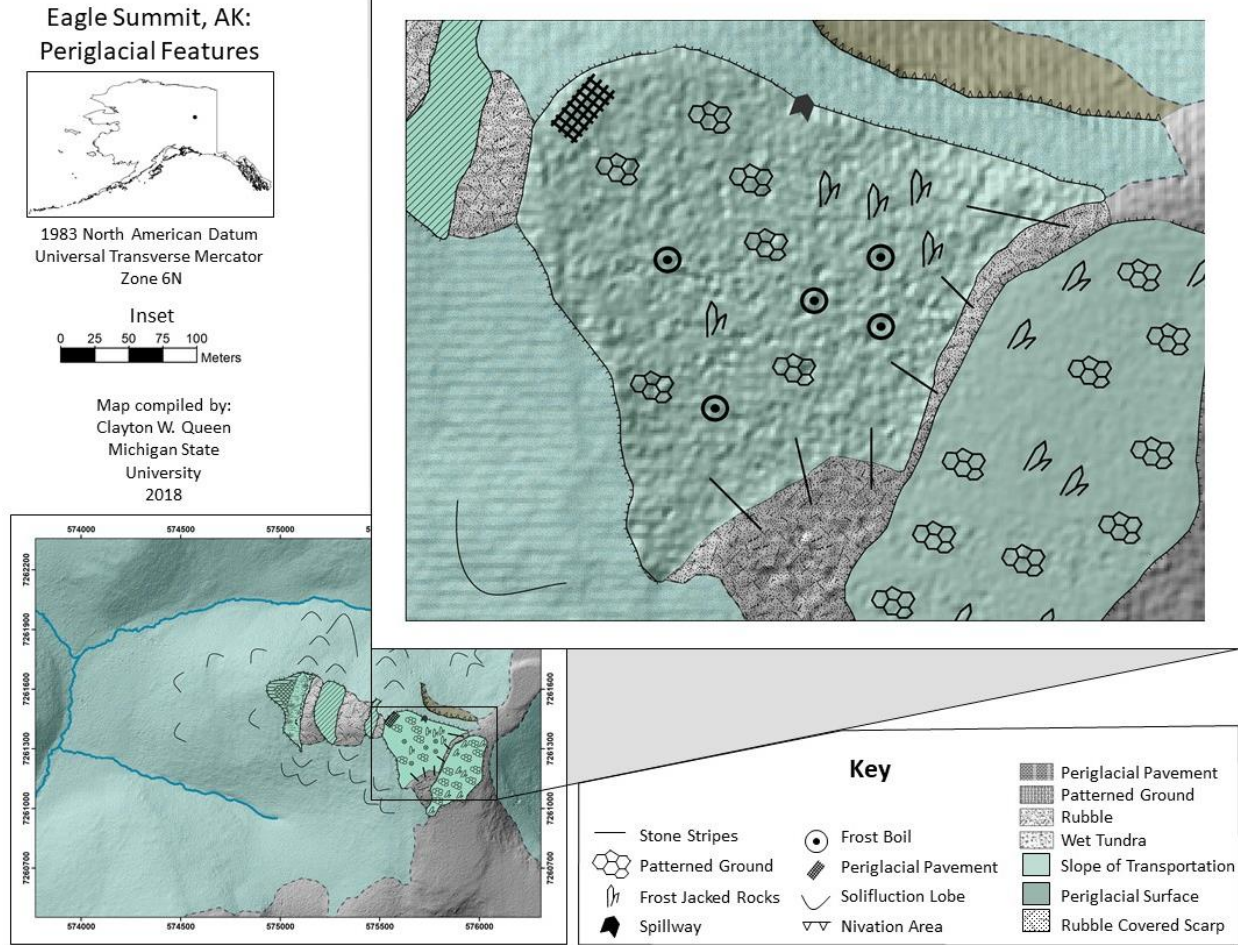 Eagle Summit, AK:
Periglacial Features
1983 North American Datum
Universal Transverse Mercator
Zone 6N
Inset
0 25 50 75 100
Meters
Map compiled by:
Clayton W. Queen
Michigan State
University
2018
574000 574500 575000
7262200
7261900
7261600
7261300
7261000
7260700
7261600
7261300
7261000
7260700
574000 574500 575000 575500 576000
Key
Stone Stripes
Patterned Ground
Frost Jacked Rocks
Spillway
Frost Boil
Periglacial Pavement
Solifluction Lobe
Nivation Area
Periglacial Pavement
Patterned Ground
Rubble
Wet Tundra
Slope of Transportation
Periglacial Surface
Rubble Covered Scarp